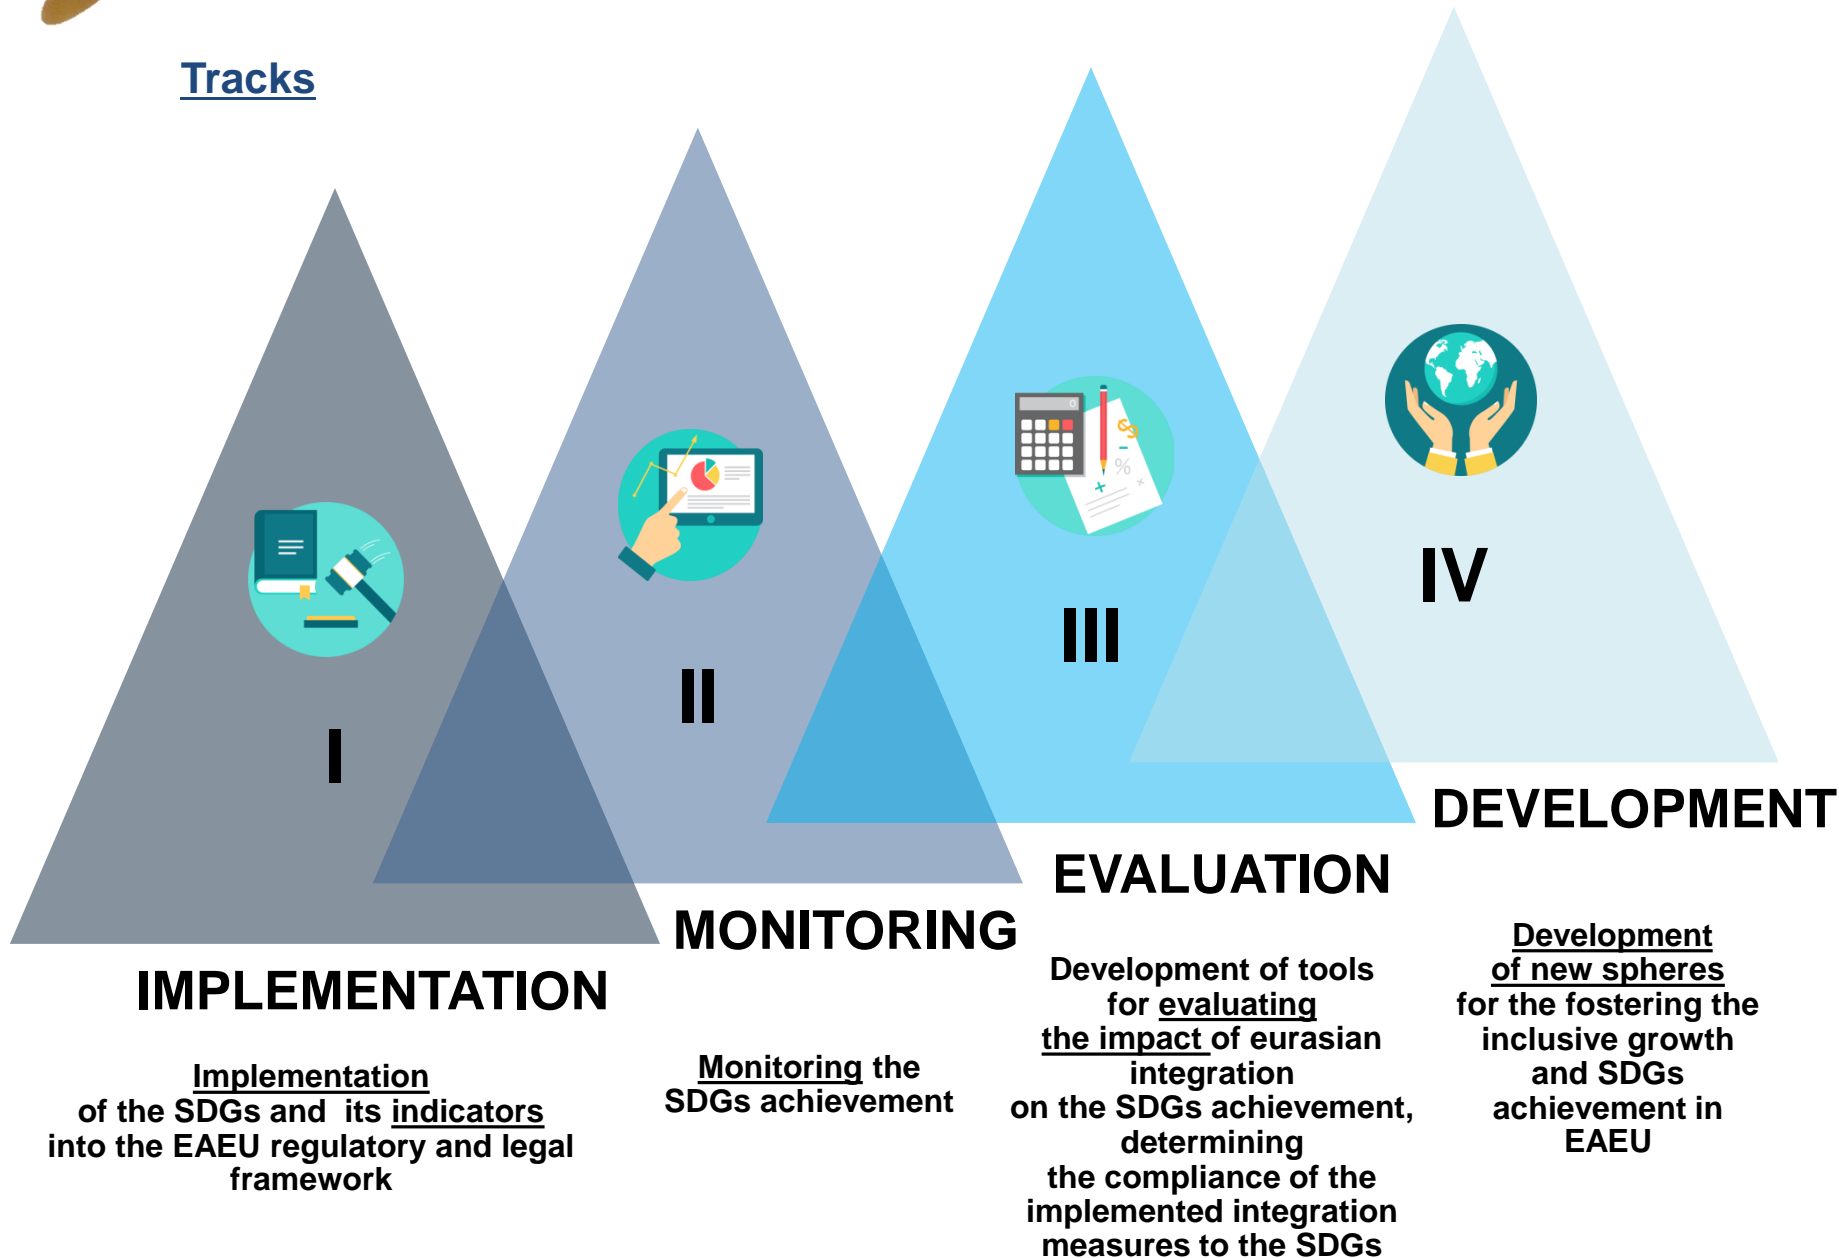 Tracks
I
IMPLEMENTATION
Implementation
of the SDGs and  its indicators
into the EAEU regulatory and legal
framework
II
MONITORING
Monitoring the
SDGs achievement
III
EVALUATION
Development of tools
for evaluating
the impact of eurasian
integration
on the SDGs achievement,
determining
the compliance of the
implemented integration
measures to the SDGs
IV
DEVELOPMENT
Development
of new spheres
for the fostering the
inclusive growth
and SDGs
achievement in
EAEU
0
$
%